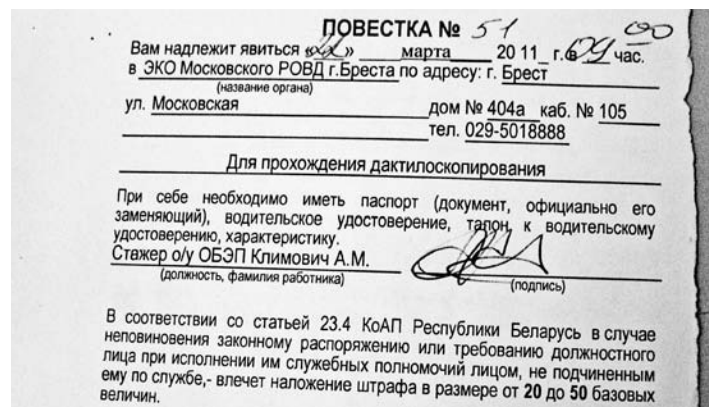 ПОВЕСТКА № 51
Вам надлежит явиться «22» марта 2011 г. в 09 час. 00
в ЭКО Московского РОВД г.Бреста по адресу: г. Брест
(название органа)
ул. Московская дом № 404а каб. № 105
тел. 029-5018888
Для прохождения дактилоскопирования
При себе необходимо иметь паспорт (документ, официально его
заменяющий), водительское удостоверение, талон к водительскому
удостоверению, характеристику.
Стажер о/у ОБЭП Климович А.М.
(должность, фамилия работника) (подпись)
В соответствии со статьей 23.4 КоАП Республики Беларусь в случае
неповиновения законному распоряжению или требованию должностного
лица при исполнении им служебных полномочий лицом, не подчиненным
ему по службе,- влечет наложение штрафа в размере от 20 до 50 базовых
величин.